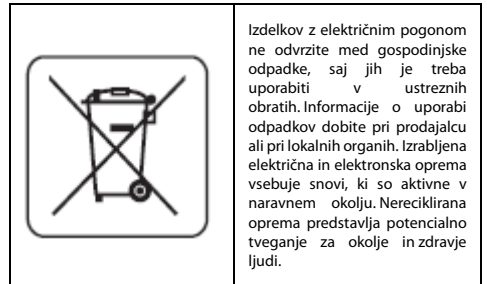 Izdelkov z električnim pogonom
ne odvrzite med gospodinjske
odpadke, saj jih je treba
uporabiti v ustreznih
obratih. Informacije o uporabi
odpadkov dobite pri prodajalcu
ali pri lokalnih organih. Izrabljena
električna in elektronska oprema
vsebuje snovi, ki so aktivne v
naravnem okolju. Nereciklirana
oprema predstavlja potencialno
tveganje za okolje in zdravje
ljudi.